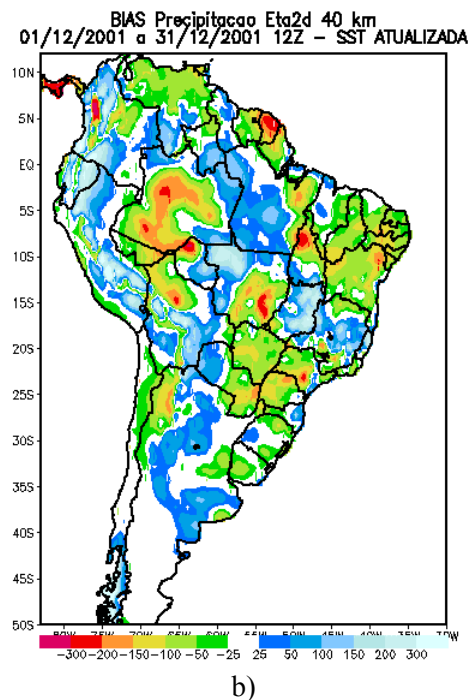 BIAS Precipitacao Eta2d 40 km
01/12/2001 a 31/12/2001 12Z – SST ATUALIZADA
10N
5N
EQ
5S
10S
15S
20S
25S
30S
35S
40S
45S
50S
80W 75W 70W 65W 60W 55W 50W 45W 40W 35W 30W
-300 -200 -150 -100 -50 -25 25 50 100 150 200 300
b)